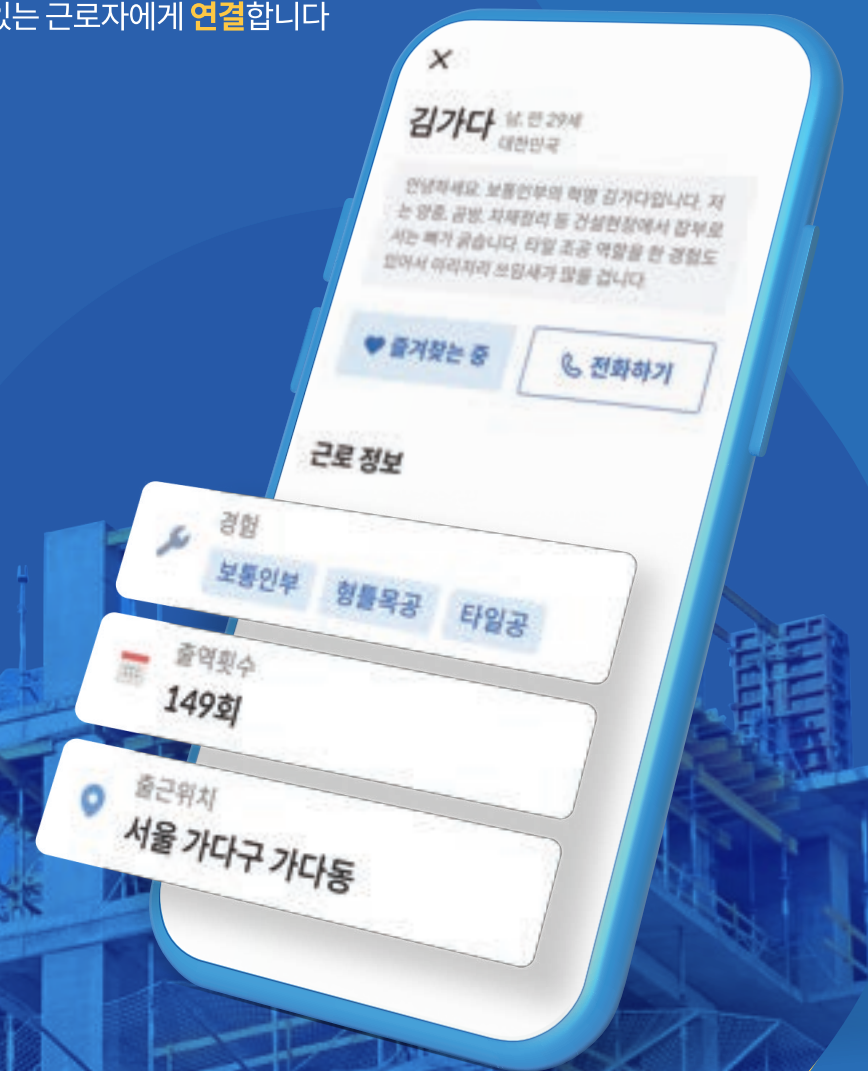 있는 근로자에게 연결합니다
김가다 남, 만 29세
대한민국
안녕하세요. 보통인부의 혁명 김가다입니다. 저
는 양중, 곰방, 자재정리 등 건설현장에서 잡부로
서는 뼈가 굵습니다. 타일 조공 역할을 한 경험도
있어서 이리저리 쓰임새가 많을 겁니다.
즐겨찾는 중
전화하기
근로 정보
경험
보통인부 형틀목공 타일공
출역횟수
149회
출근위치
서울 가다구 가다동